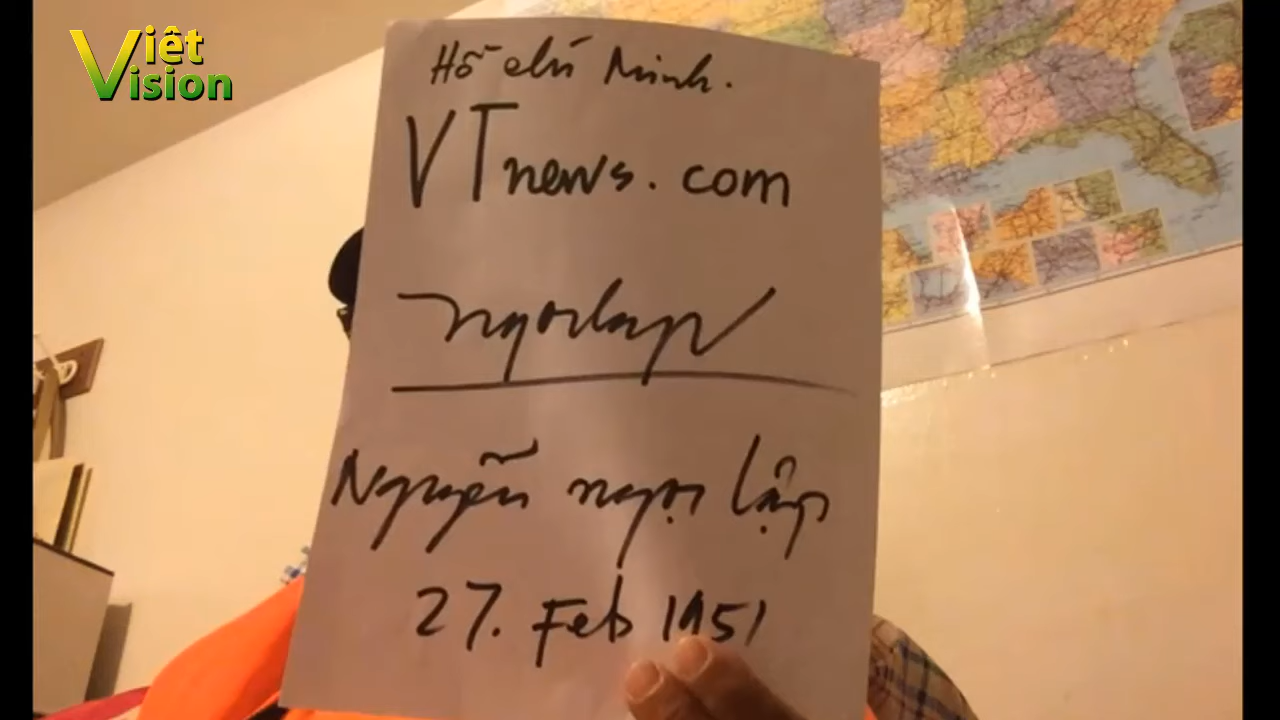 Việt
Vision
Hồ chí Minh.
VTnews.com
ngoclap
Nguyễn ngọc lập
27. Feb 1951